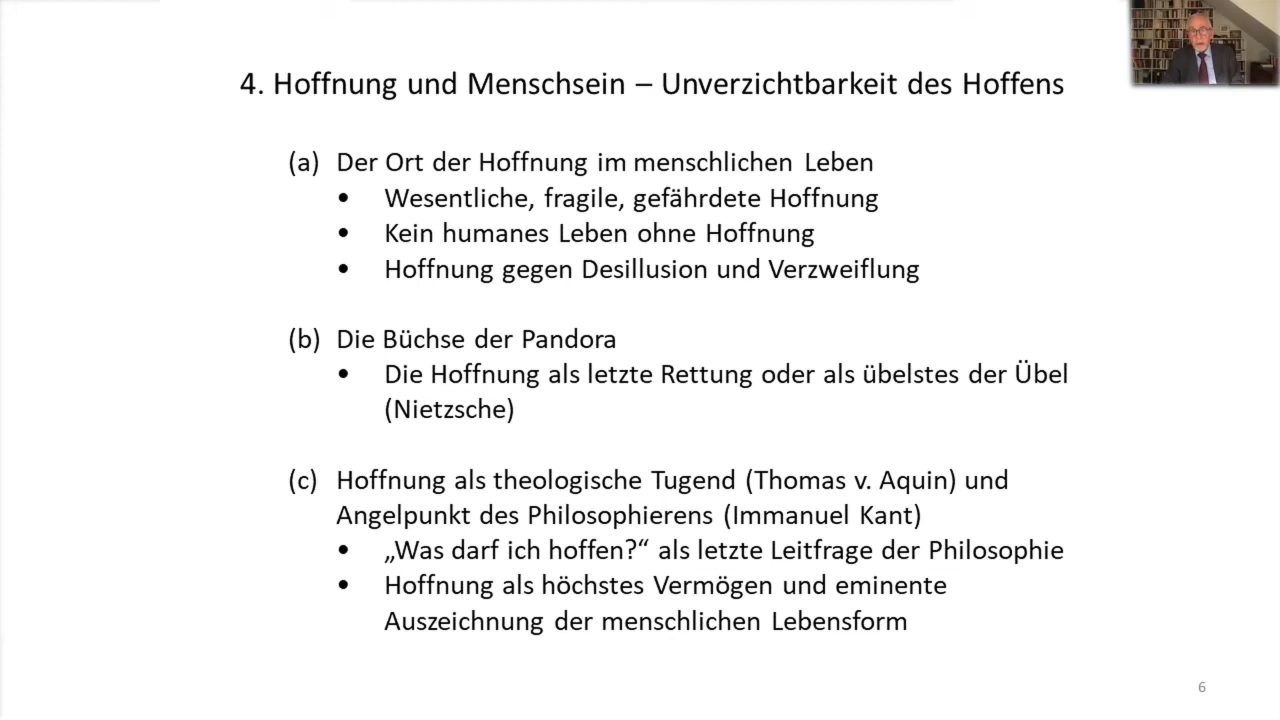 4. Hoffnung und Menschsein – Unverzichtbarkeit des Hoffens
(a) Der Ort der Hoffnung im menschlichen Leben
• Wesentliche, fragile, gefährdete Hoffnung
• Kein humanes Leben ohne Hoffnung
• Hoffnung gegen Desillusion und Verzweiflung
(b) Die Büchse der Pandora
• Die Hoffnung als letzte Rettung oder als übelstes der Übel
(Nietzsche)
(c) Hoffnung als theologische Tugend (Thomas v. Aquin) und
Angelpunkt des Philosophierens (Immanuel Kant)
• „Was darf ich hoffen?“ als letzte Leitfrage der Philosophie
• Hoffnung als höchstes Vermögen und eminente
Auszeichnung der menschlichen Lebensform
6